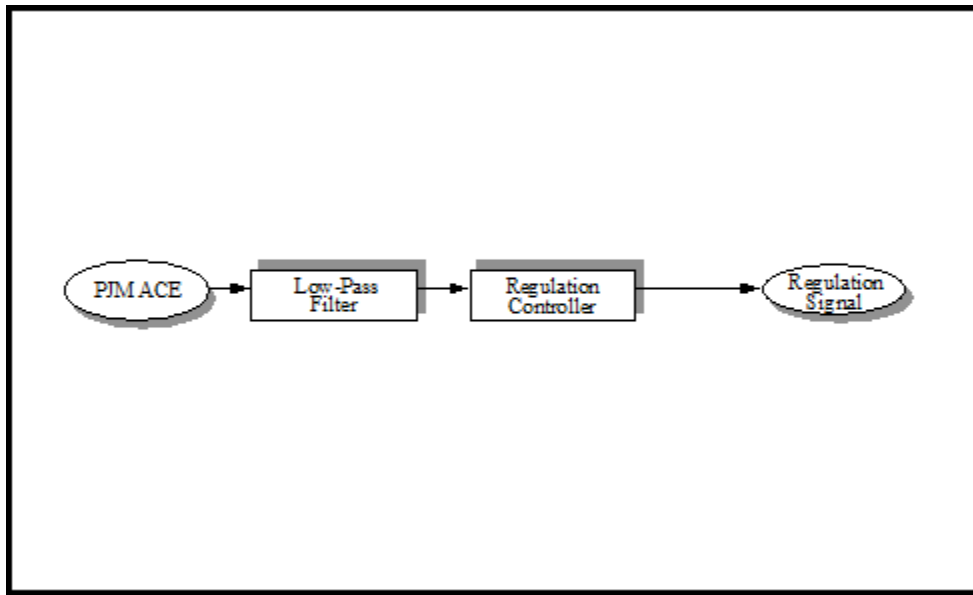 PJM ACE
Low-Pass
Filter
Regulation
Controller
Regulation
Signal